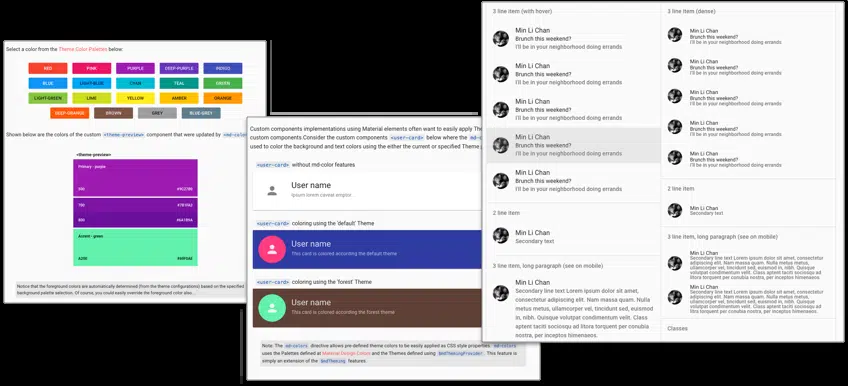 Select a color from the Theme Color-Palettes below:
RED PINK PURPLE DEEP-PURPLE INDIGO
BLUE LIGHT-BLUE CYAN TEAL GREEN
LIGHT-GREEN LIME YELLOW AMBER ORANGE
DEEP-ORANGE BROWN GREY BLUE-GREY
Shown below are the colors of the custom <theme-preview> component that were updated by <md-colo
<theme-preview>
Primary - purple
700 #7B1FA2
Accent - green
Notice that the foreground colors are automatically determined (from the theme configurations) based on the specified
background palette selection. Of course, you could easily override the foreground color also...
Custom components implementations using Material elements often want to easily apply The
custom components.Consider the custom components <user-card> below where the md-co
used to color the background and text colors using the either the current or specified Theme
<user-card> without md-color features
User name
<user-card> coloring using the 'default' Theme
User name
This card is colored according the default theme
<user-card> coloring using the 'forest' Theme
User name
This card is colored according the forest theme
Note: The md-colors directive allows pre-defined theme colors to be easily applied as CSS style properties. md-colors
uses the Palettes defined at Material Design Colors and the Themes defined using $mdThemingProvider. This feature is
simply an extension of the $mdTheming features.
3 line item (with hover)
Min Li Chan
Brunch this weekend?
I'll be in your neighborhood doing errands
Min Li Chan
Brunch this weekend?
I'll be in your neighborhood doing errands
Min Li Chan
Brunch this weekend?
I'll be in your neighborhood doing errands
Min Li Chan
Brunch this weekend?
I'll be in your neighborhood doing errands
Min Li Chan
Brunch this weekend?
I'll be in your neighborhood doing errands
2 line item
Min Li Chan
Secondary text
3 line item, long paragraph (see on mobile)
Min Li Chan
Secondary line text Lorem ipsum dolor sit amet,
consectetur adipiscing elit. Nam massa quam. Nulla
metus metus, ullamcorper vel, tincidunt sed, euismod
in, nibh. Quisque volutpat condimentum velit. Class
aptent taciti sociosqu ad litora torquent per conubia
nostra, per inceptos himenaeos.
3 line item (dense)
Min Li Chan
Brunch this weekend?
I'll be in your neighborhood doing errands
Min Li Chan
Brunch this weekend?
I'll be in your neighborhood doing errands
Min Li Chan
Brunch this weekend?
I'll be in your neighborhood doing errands
Min Li Chan
Brunch this weekend?
I'll be in your neighborhood doing errands
Min Li Chan
Brunch this weekend?
I'll be in your neighborhood doing errands
2 line item
Min Li Chan
Secondary text
3 line item, long paragraph (see on mobile)
Min Li Chan
Secondary line text Lorem ipsum dolor sit amet, consectetur
adipiscing elit. Nam massa quam. Nulla metus metus,
ullamcorper vel, tincidunt sed, euismod in, nibh. Quisque
volutpat condimentum velit. Class aptent taciti sociosqu ad
litora torquent per conubia nostra, per inceptos himenaeos.
Min Li Chan
Secondary line text Lorem ipsum dolor sit amet, consectetur
adipiscing elit. Nam massa quam. Nulla metus metus,
ullamcorper vel, tincidunt sed, euismod in, nibh. Quisque
volutpat condimentum velit. Class aptent taciti sociosqu ad
litora torquent per conubia nostra, per inceptos himenaeos.
Classes